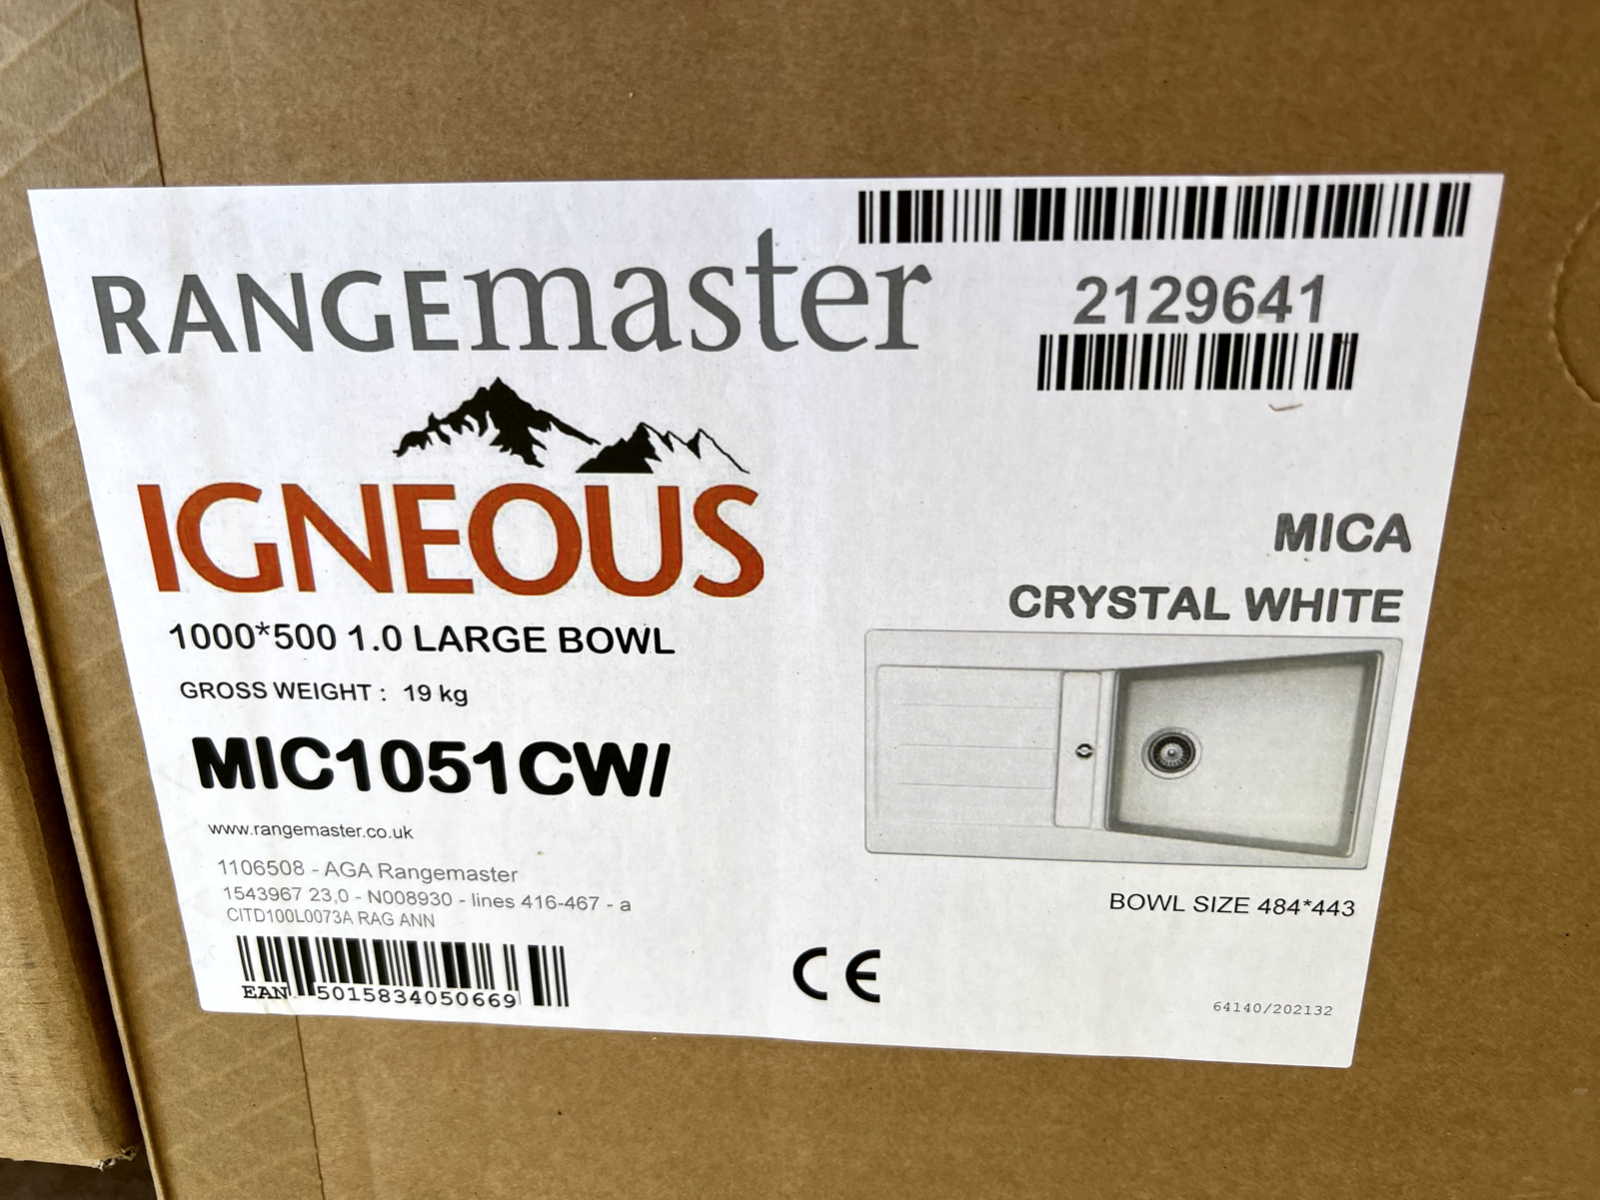 RANGEmaster
2129641
IGNEOUS
MICA
CRYSTAL WHITE
1000*500 1.0 LARGE BOWL
GROSS WEIGHT : 19 kg
MIC1051CW/
www.rangemaster.co.uk
1106508 - AGA Rangemaster
1543967 23,0 - N008930 - lines 416-467 - a
CITD100L0073A RAG ANN
BOWL SIZE 484*443
EAN 5015834050669
CE
64140/202132